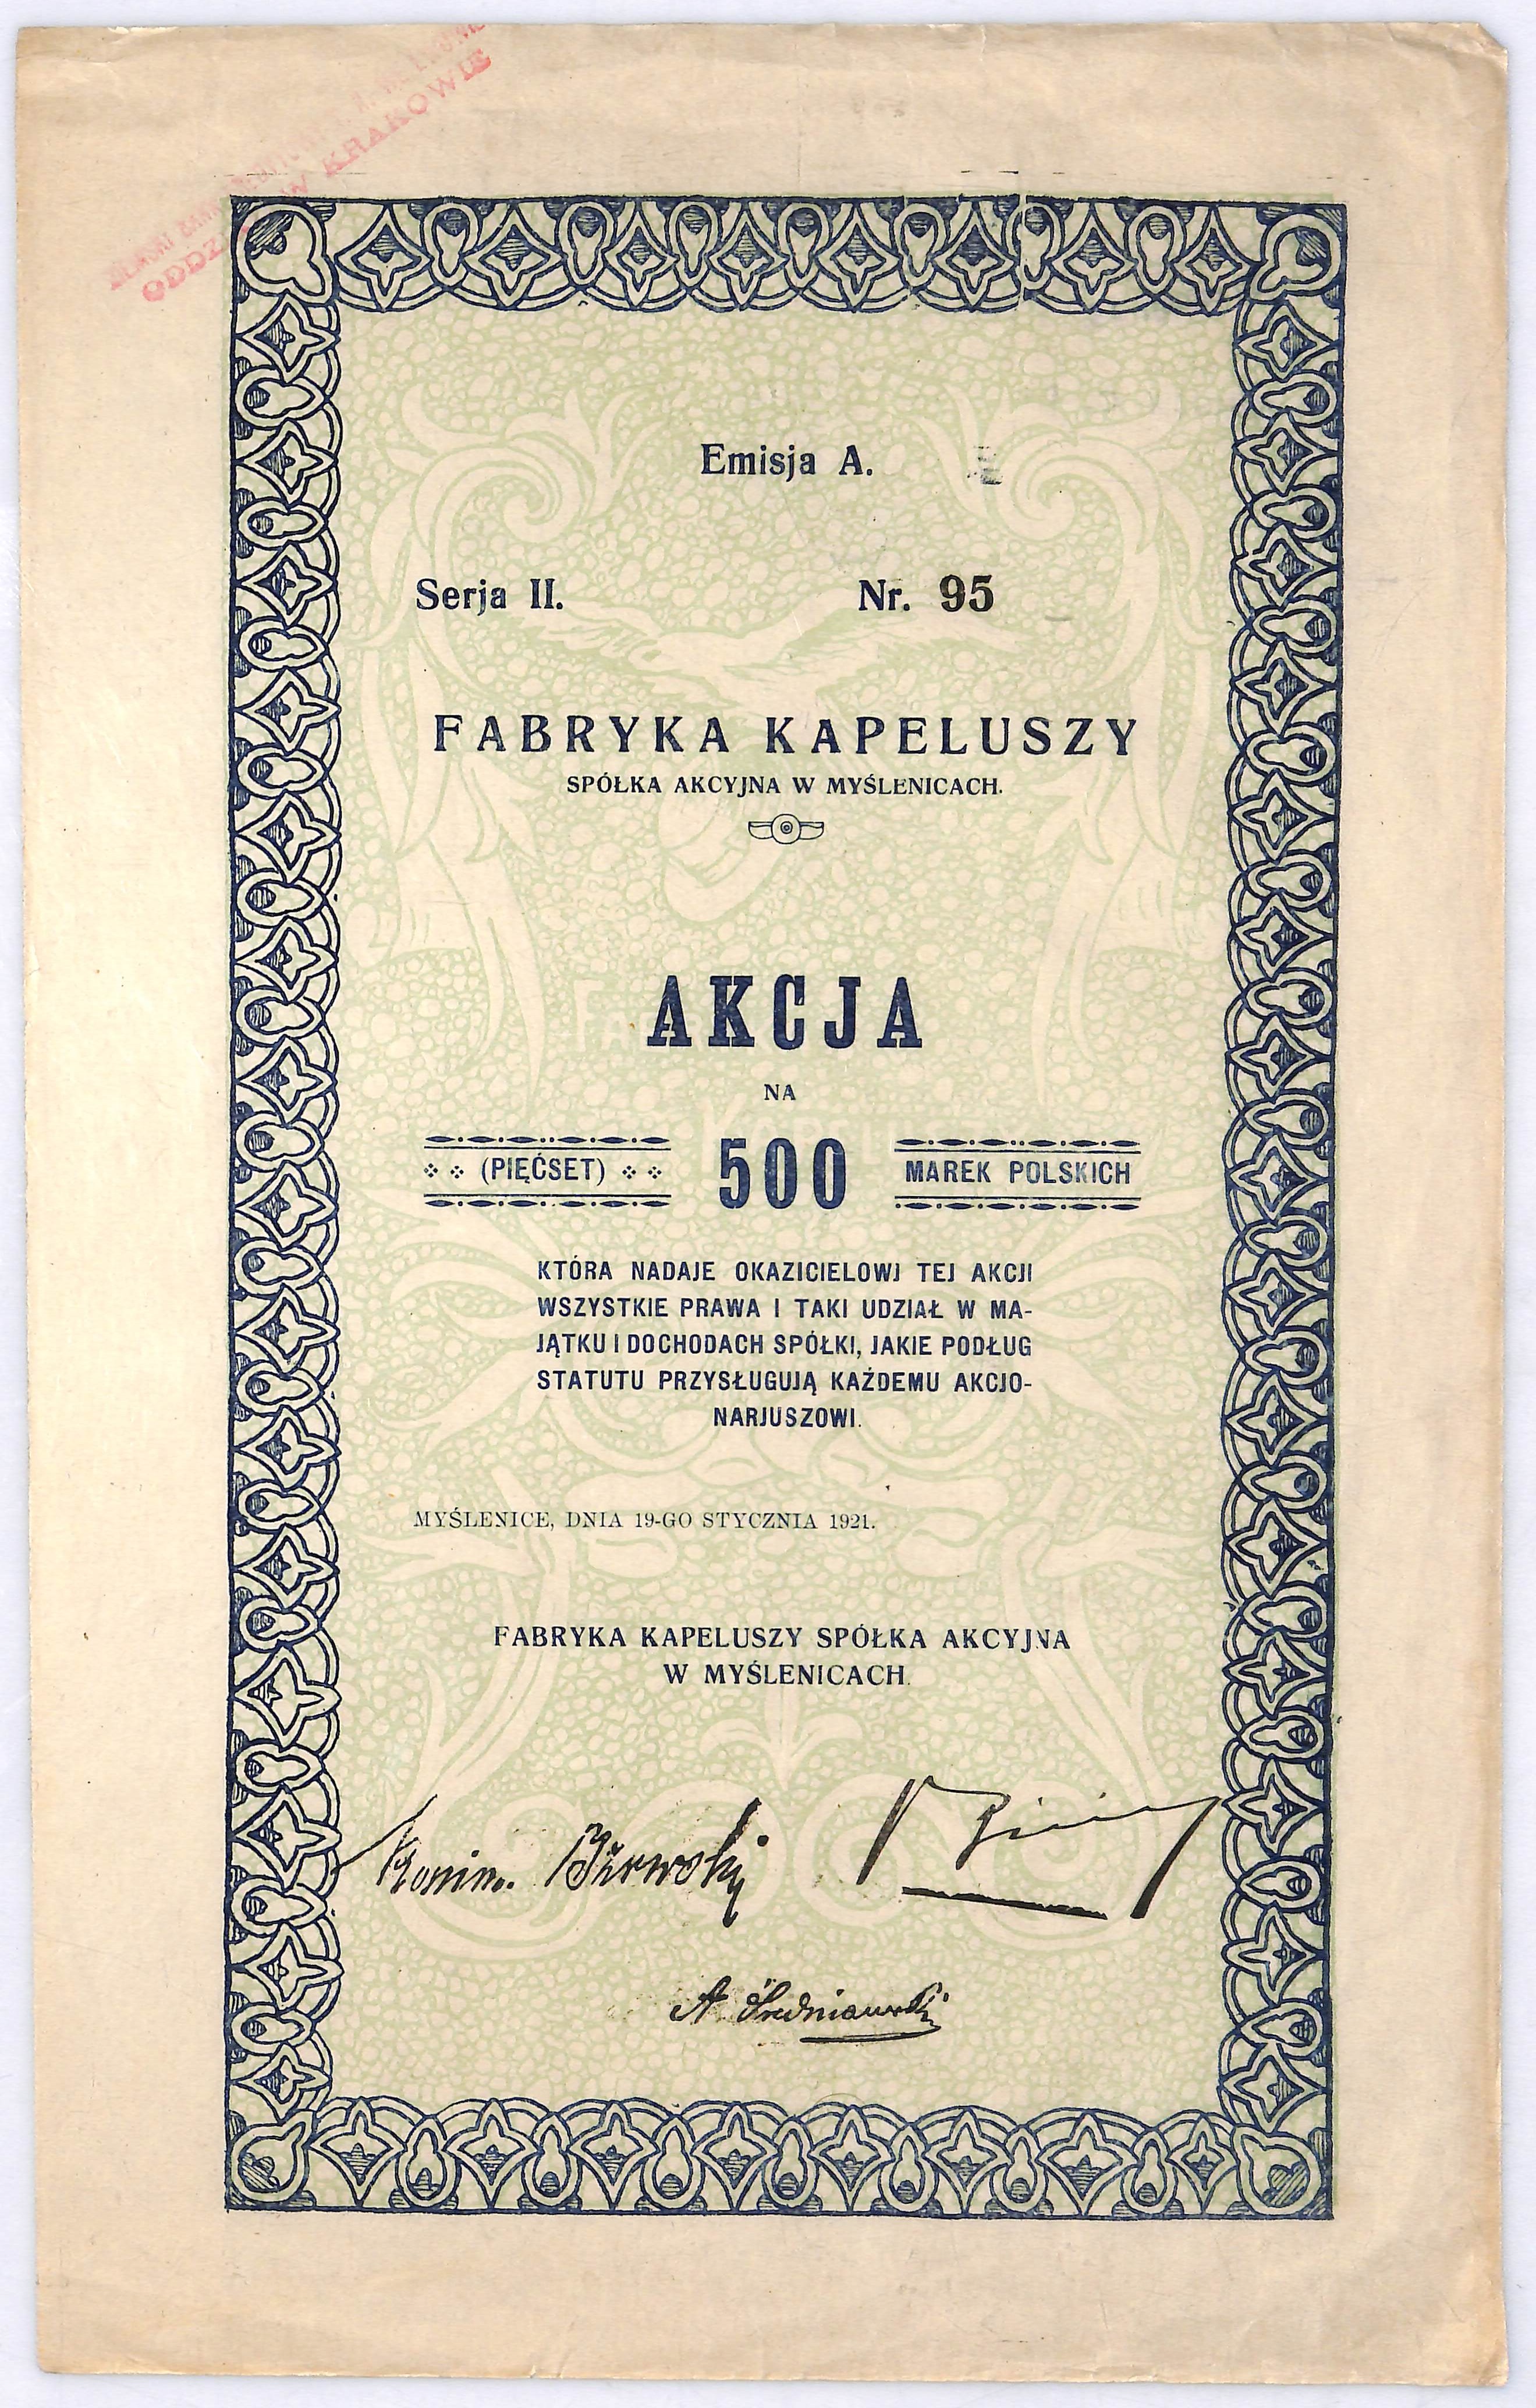 W KRAKOWIE
Emisja A.
Serja II. Nr. 95
FABRYKA KAPELUSZY
SPÓŁKA AKCYJNA W MYŚLENICACH.
AKCJA
NA
(PIĘĆSET) 500 MAREK POLSKICH
KTÓRA NADAJE OKAZICIELOWI TEJ AKCJI
WSZYSTKIE PRAWA I TAKI UDZIAŁ W MA-
JĄTKU I DOCHODACH SPÓŁKI, JAKIE PODŁUG
STATUTU PRZYSŁUGUJĄ KAŻDEMU AKCJO-
NARJUSZOWI.
MYŚLENICE, DNIA 19-GO STYCZNIA 1921.
FABRYKA KAPELUSZY SPÓŁKA AKCYJNA
W MYŚLENICACH.
A. Średniawski